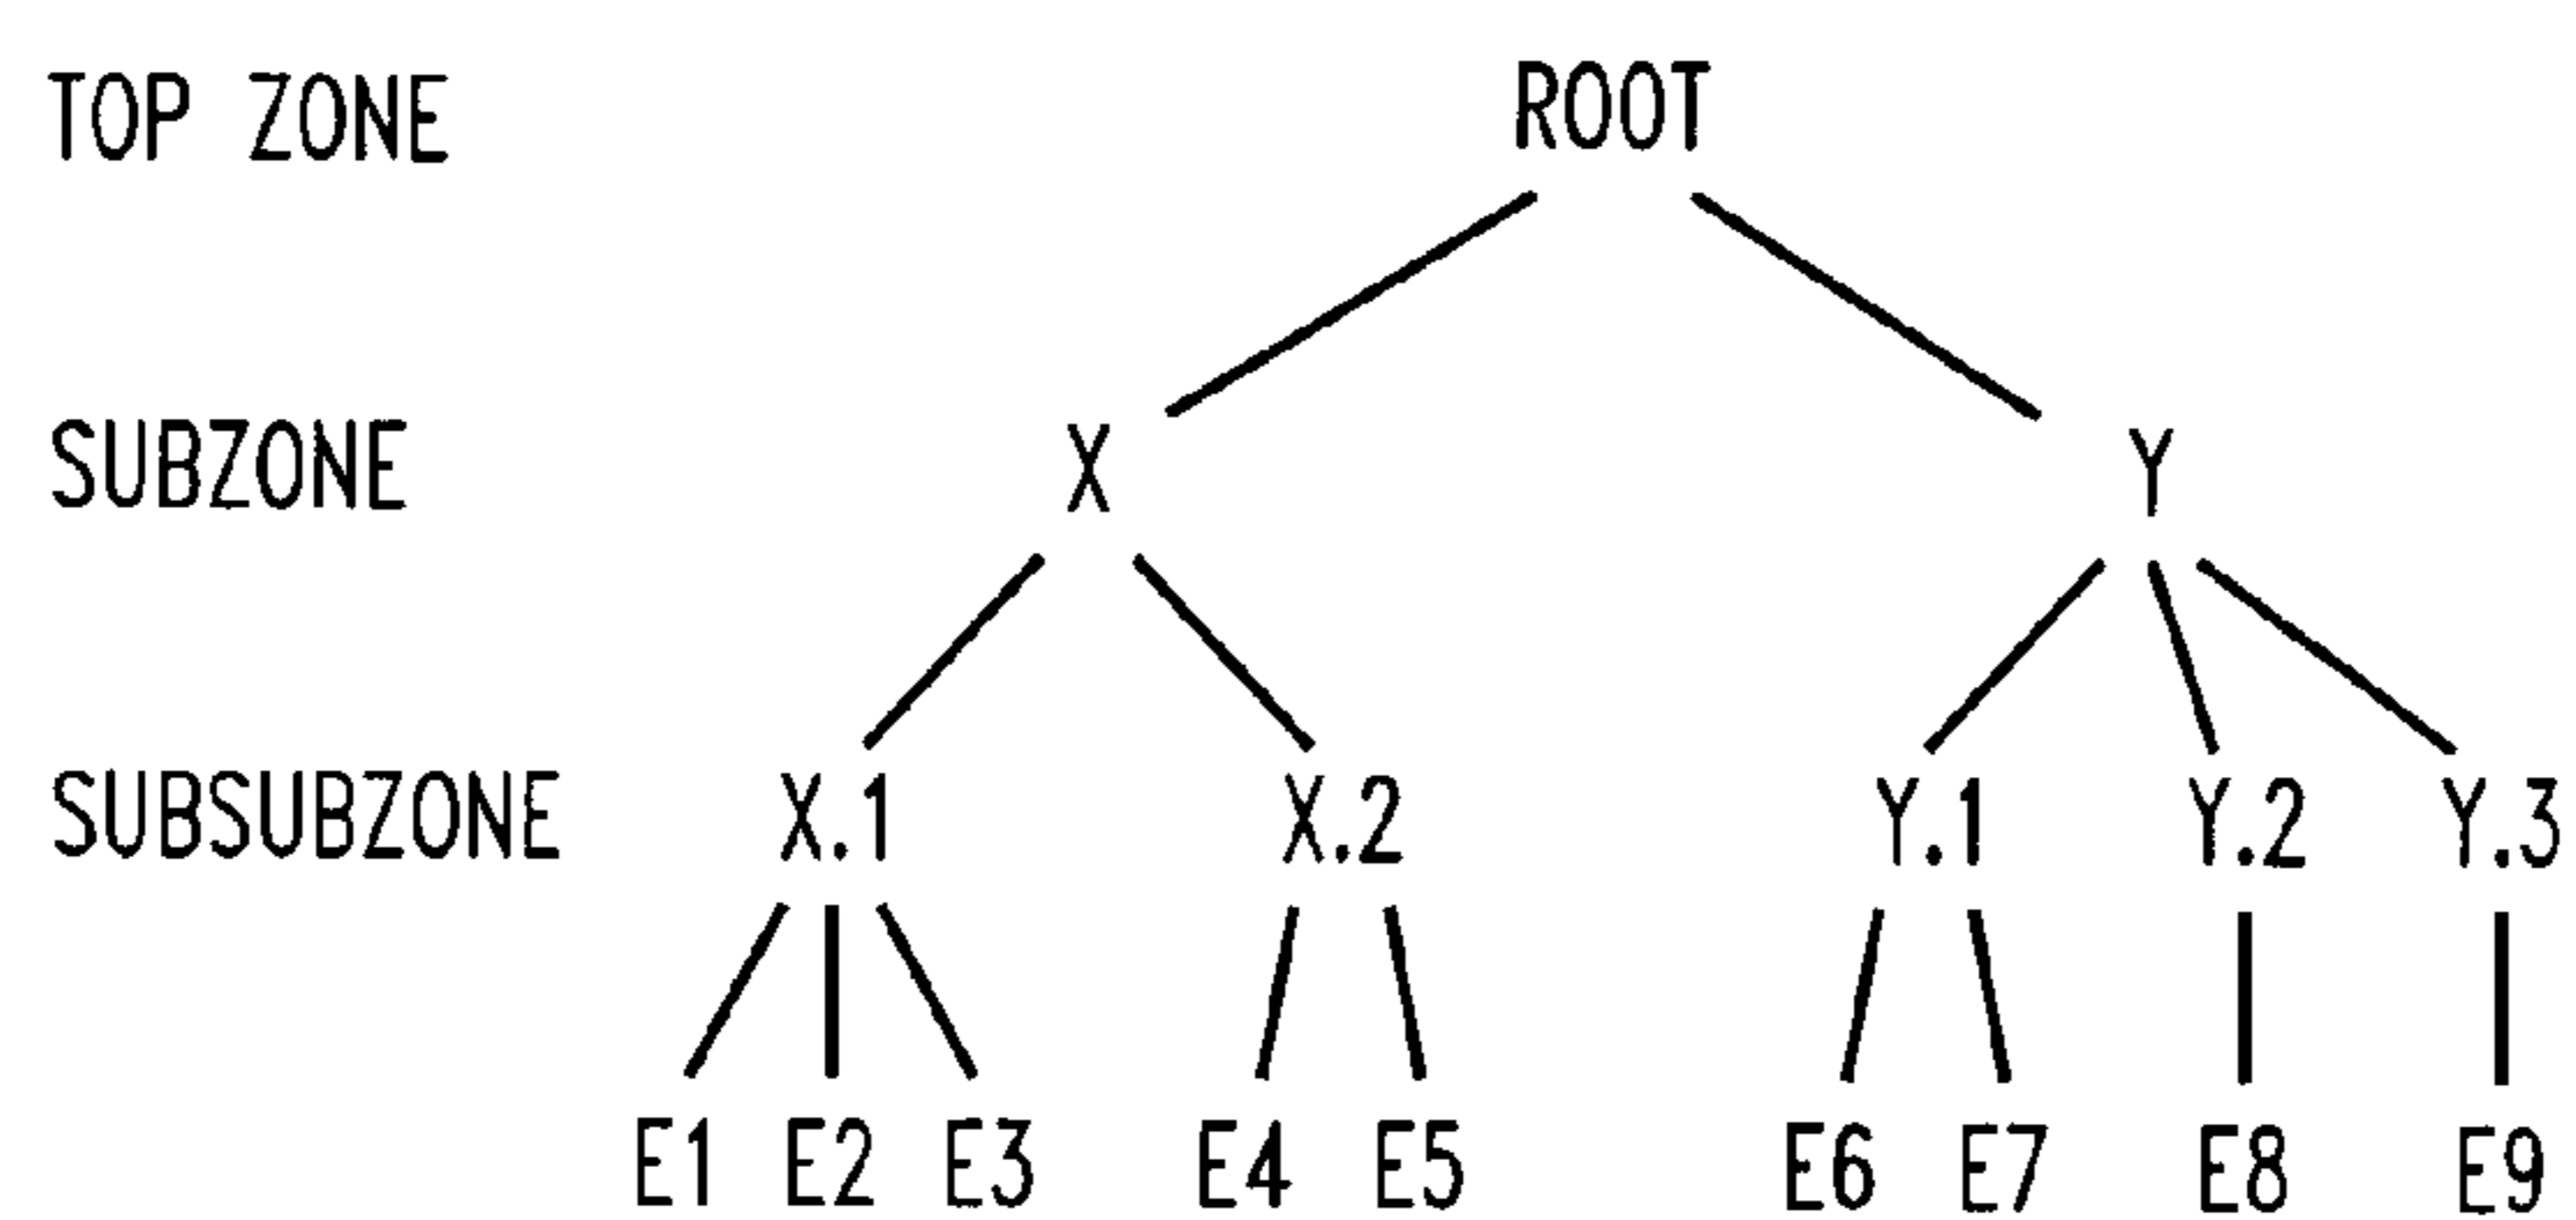 TOP ZONE ROOT
SUBZONE X Y
SUBSUBZONE X.1 X.2 Y.1 Y.2 Y.3
E1 E2 E3 E4 E5 E6 E7 E8 E9